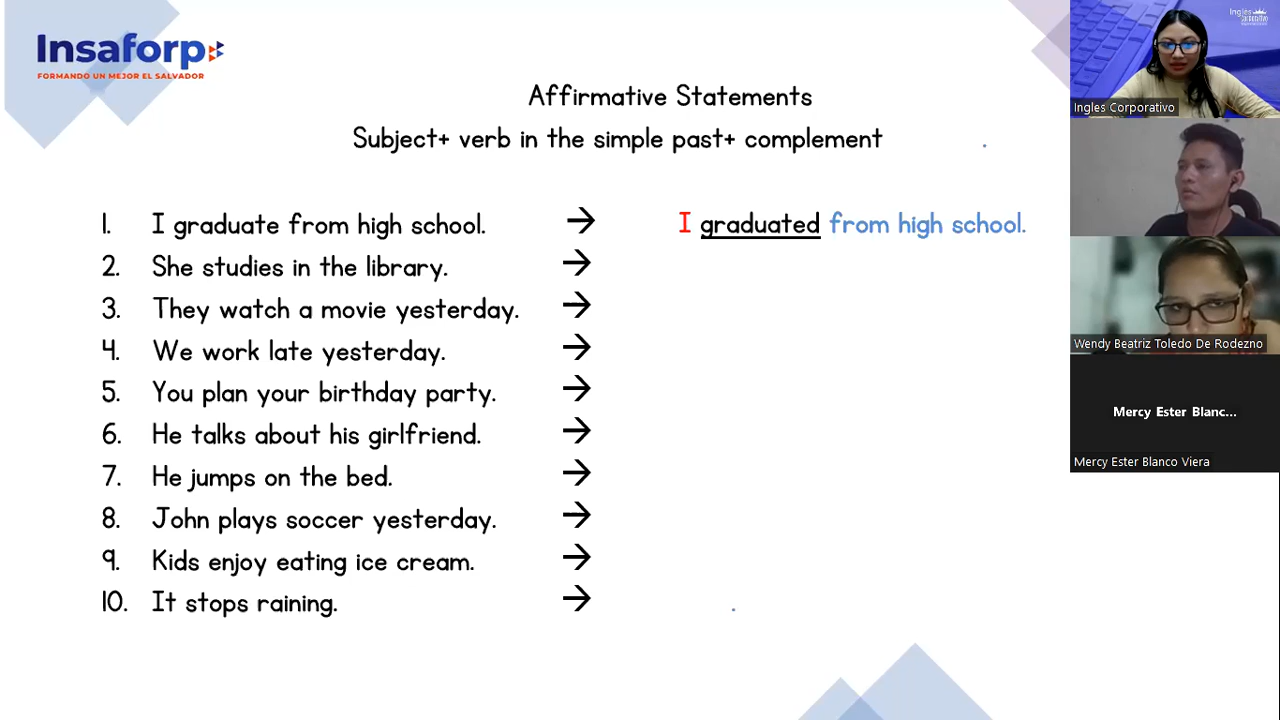 Insaforp
FORMANDO UN MEJOR EL SALVADOR
Affirmative Statements
Subject+ verb in the simple past+ complement
1. I graduate from high school. → I graduated from high school.
2. She studies in the library. →
3. They watch a movie yesterday. →
4. We work late yesterday. →
5. You plan your birthday party. →
6. He talks about his girlfriend. →
7. He jumps on the bed. →
8. John plays soccer yesterday. →
9. Kids enjoy eating ice cream. →
10. It stops raining. →
Ingles
Ingles Corporativo
Wendy Beatriz Toledo De Rodezno
Mercy Ester Blanc...
Mercy Ester Blanco Viera